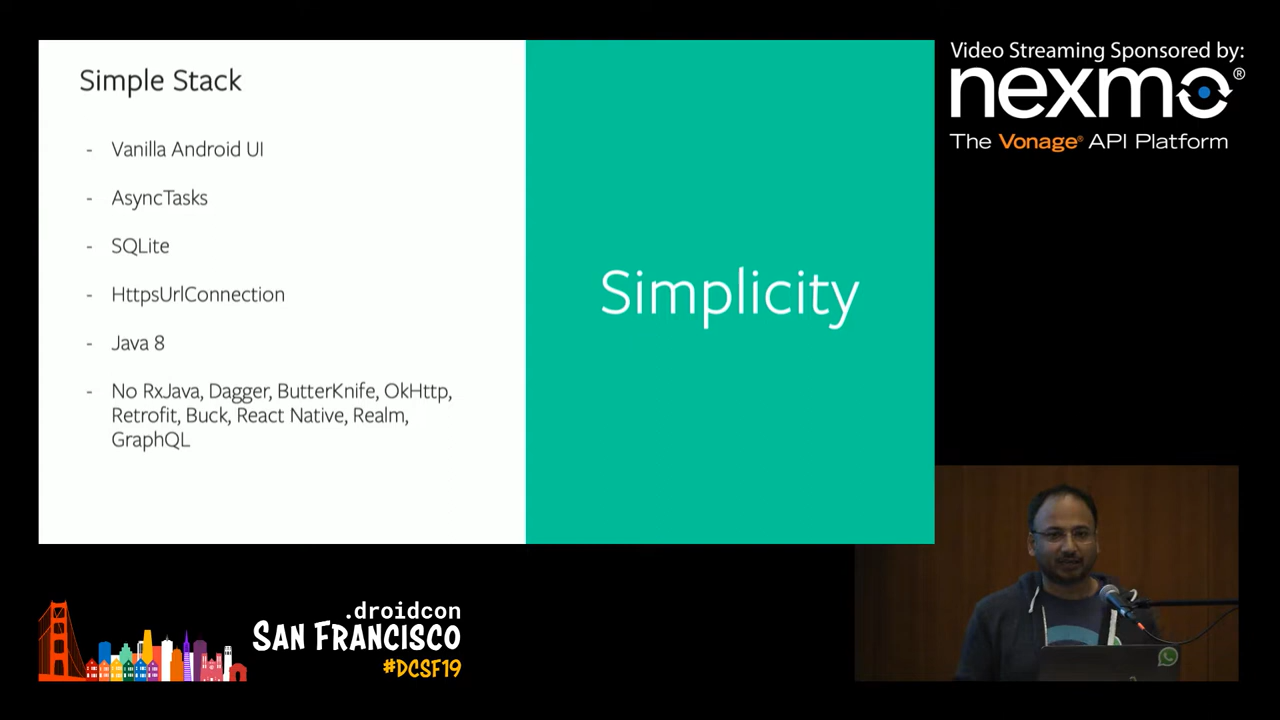 Simple Stack
- Vanilla Android UI
- AsyncTasks
- SQLite
- HttpsUrlConnection
- Java 8
- No RxJava, Dagger, ButterKnife, OkHttp,
Retrofit, Buck, React Native, Realm,
GraphQL
Simplicity
Video Streaming Sponsored by:
nexmo®
The Vonage® API Platform
.droidcon
SAN FRANCISCO
#DCSF19